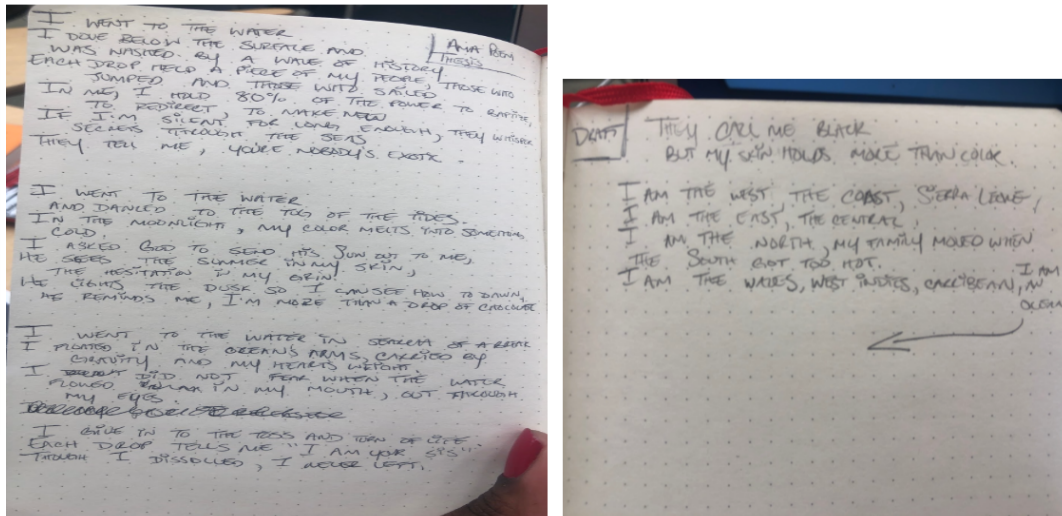 I WENT TO THE WATER
I DOVE BELOW THE SURFACE AND
WAS WASHED BY A WAVE OF HISTORY
EACH DROP HELD A PIECE OF MY PEOPLE, THOSE WHO
JUMPED AND THOSE WHO SAILED
IN ME, I HOLD 80% OF THE POWER TO BAPTIZE,
TO REDIRECT, TO MAKE NEW
IF I'M SILENT FOR LONG ENOUGH, THEY WHISPER
SECRETS THROUGH THE SEAS
THEY TELL ME, YOU'RE NOBODY'S EXOTIC.
AMA POEM
THESIS
I WENT TO THE WATER
AND DANCED TO THE TUG OF THE TIDES.
IN THE MOONLIGHT, MY COLOR MELTS INTO SOMETHING
COLD.
I ASKED GOD TO SEND HIS SUN OUT TO ME,
HE SEES THE SUMMER IN MY SKIN,
THE HESITATION IN MY GRIN.
HE LIGHTS THE DUSK SO I CAN SEE HOW TO DAWN,
HE REMINDS ME, I'M MORE THAN A DROP OF CHOCOLATE
I WENT TO THE WATER IN SEARCH OF A BREAK
I FLOATED IN THE OCEAN'S ARMS, CARRIED BY
GRAVITY AND MY HEARTS WEIGHT.
I DID NOT FEAR WHEN THE WATER
FLOWED IN MY MOUTH, OUT THROUGH
MY EYES.
I GIVE IN TO THE TOSS AND TURN OF LIFE
EACH DROP TELLS ME "I AM YOUR SIS"
THOUGH I DISSOLLED, I NEVER LEFT.
DRAFT
THEY CALL ME BLACK
BUT MY SKIN HOLDS MORE THAN COLOR.
I AM THE WEST, THE COAST, SIERRA LEONE,
I AM THE EAST, THE CENTRAL.
I AM THE NORTH, MY FAMILY MOVED WHEN
THE SOUTH GOT TOO HOT.
I AM THE WALES, WEST INDIES, CARRIBEAN, I AM
AN
OCEAN